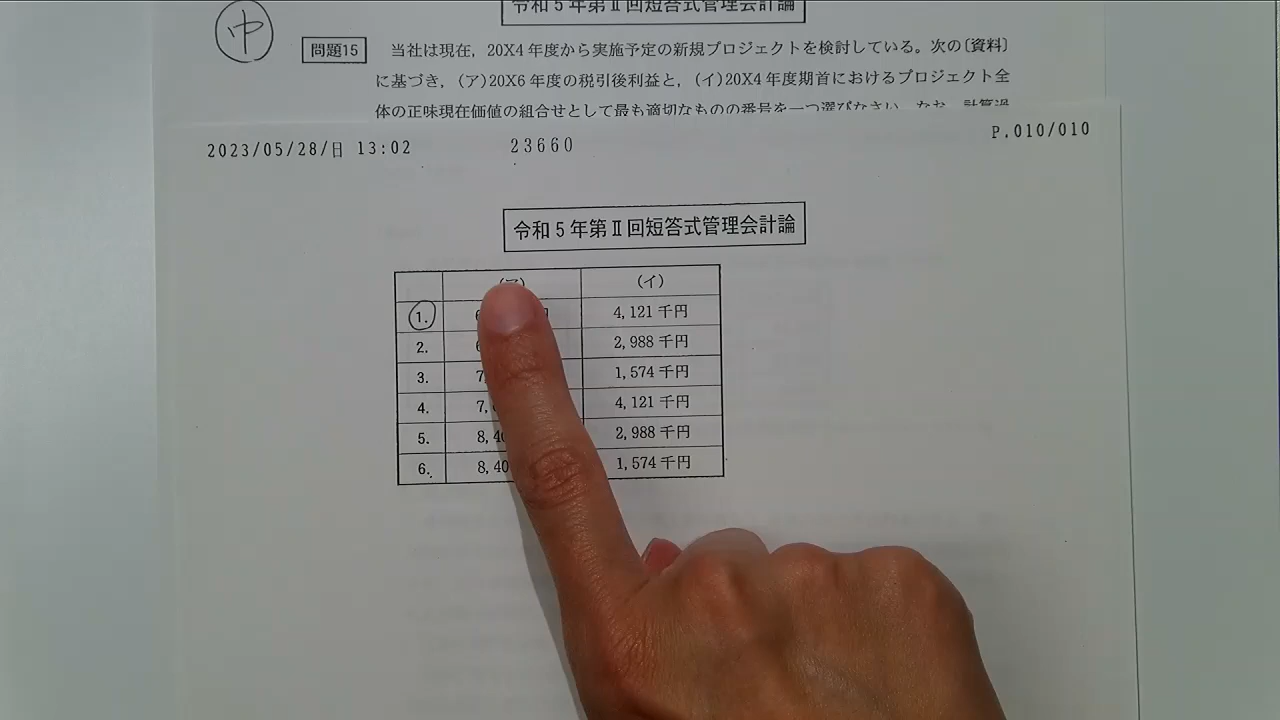 令和5年第Ⅱ回短答式管理会計論
中
問題15 当社は現在，20X4年度から実施予定の新規プロジェクトを検討している。次の〔資料〕
に基づき，(ア)20X6年度の税引後利益と，(イ)20X4年度期首におけるプロジェクト全
体の正味現在価値の組合せとして最も適切なものの番号を一つ選びなさい。なお，計算過
P.010/010
2023/05/28/日 13:02 23660
令和5年第Ⅱ回短答式管理会計論
(ア) (イ)
1. 4,121千円
2. 2,988千円
3. 1,574千円
4. 4,121千円
5. 2,988千円
6. 1,574千円